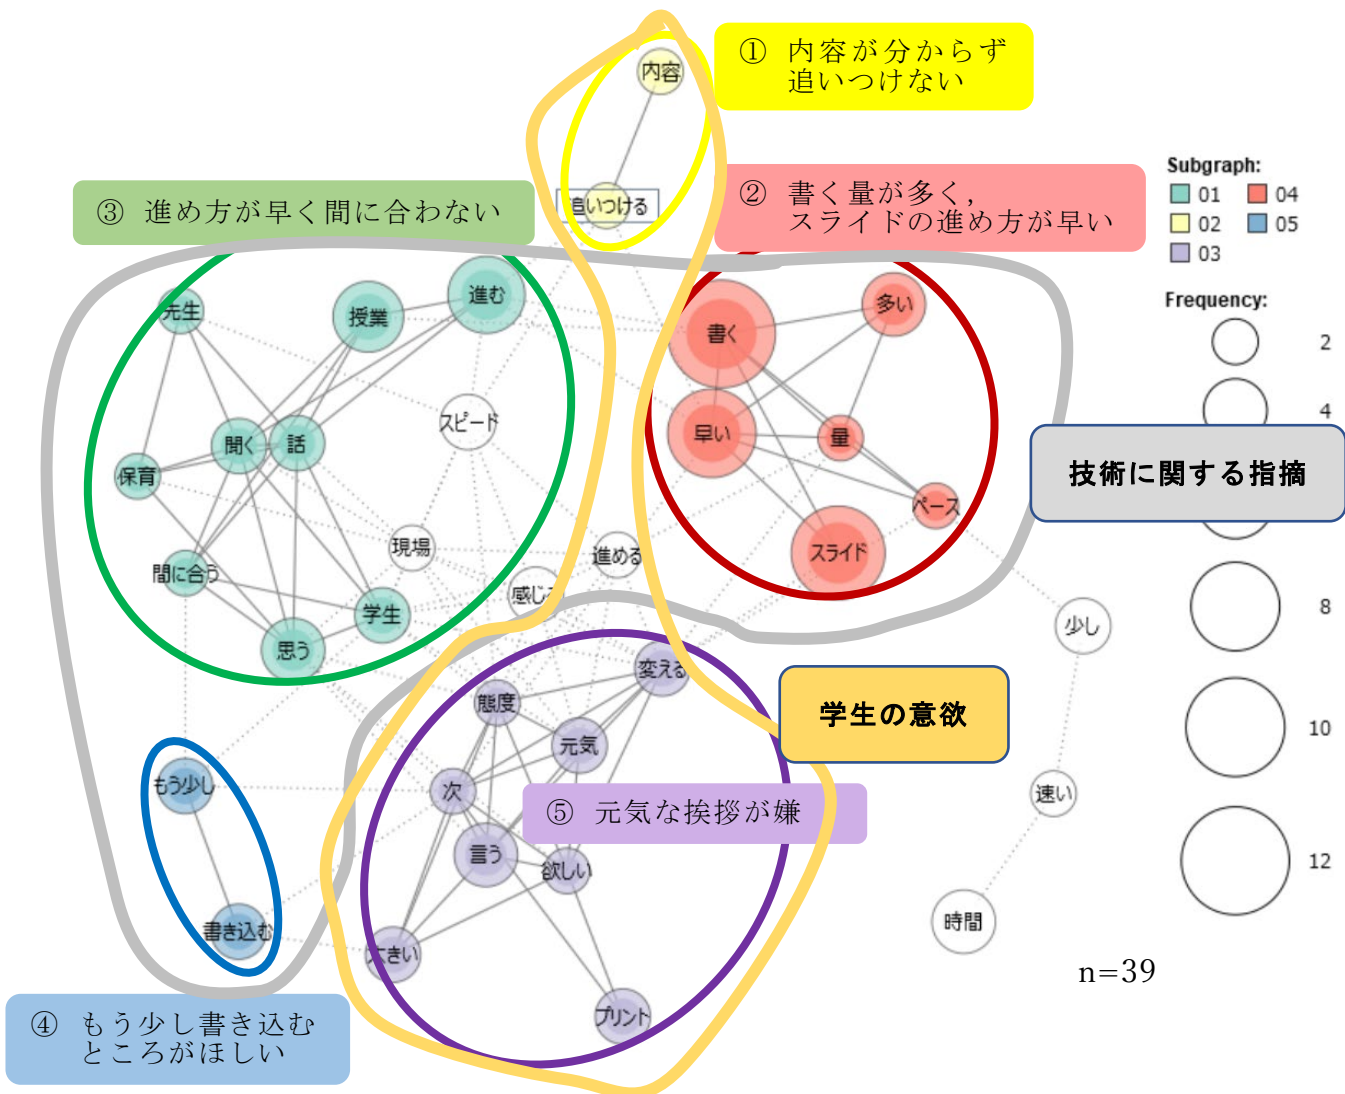 ① 内容が分からず
追いつけない
② 書く量が多く,
スライドの進め方が早い
③ 進め方が早く間に合わない
内容
追いつける
先生
授業
進む
スピード
聞く
話
保育
現場
間に合う
学生
思う
感じ
進める
書く
多い
早い
量
ペース
スライド
少し
速い
時間
もう少し
書き込む
変える
態度
元気
次
言う
欲しい
大きい
プリント
⑤ 元気な挨拶が嫌
④ もう少し書き込む
ところがほしい
技術に関する指摘
学生の意欲
Subgraph:
01 04
02 05
03
Frequency:
2
4
8
10
12
n=39